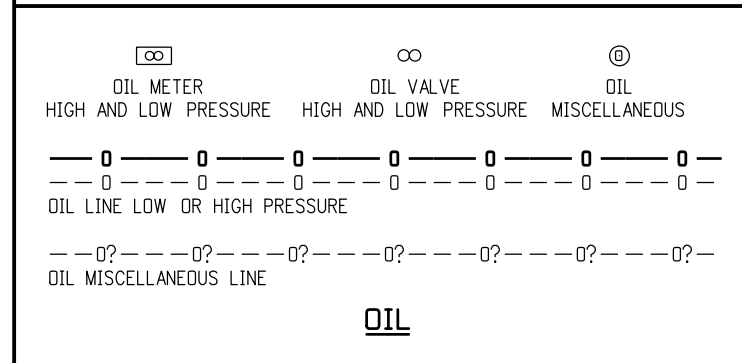 OIL METER OIL VALVE OIL
HIGH AND LOW PRESSURE HIGH AND LOW PRESSURE MISCELLANEOUS
— O — O — O — O — O — O — O —
— — O — — O — — O — — O — — O — — O — — O —
OIL LINE LOW OR HIGH PRESSURE
— — O? — — — O? — — — O? — — — O? — — — O? — — — O? — — — O? —
OIL MISCELLANEOUS LINE
OIL